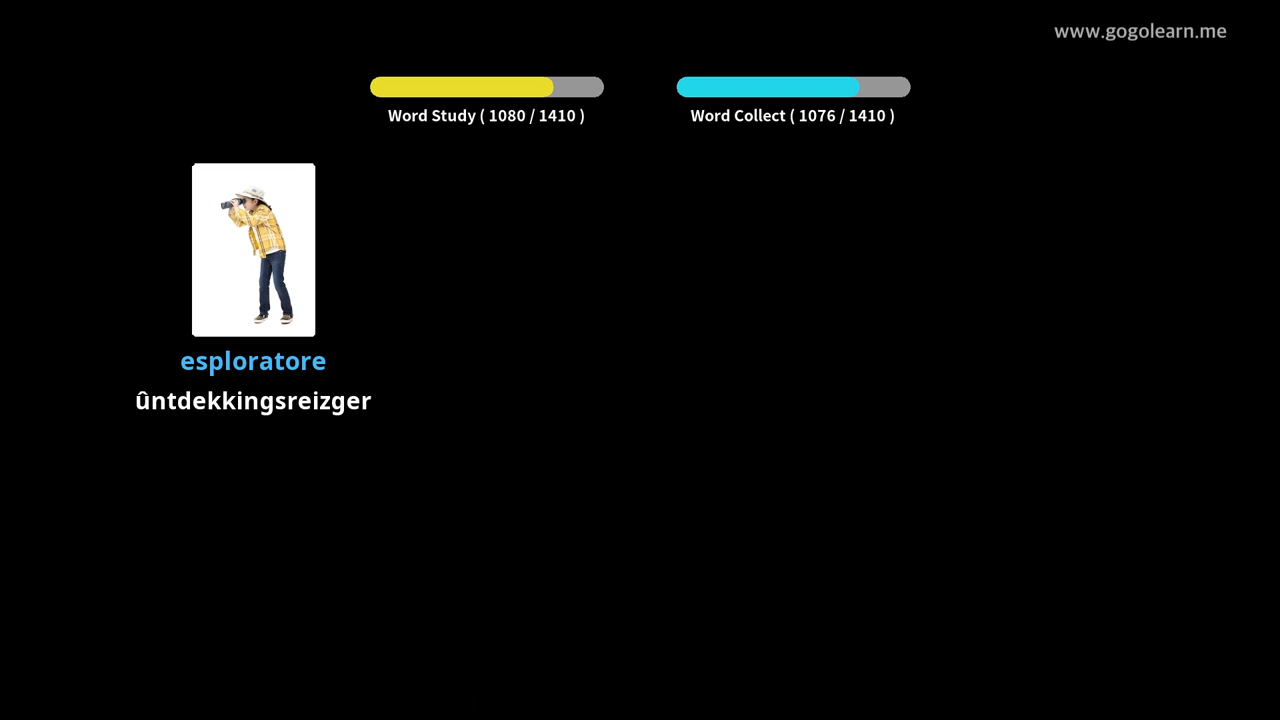 www.gogolearn.me
Word Study ( 1080 / 1410 )
Word Collect ( 1076 / 1410 )
esploratore
ûntdekkingsreizger